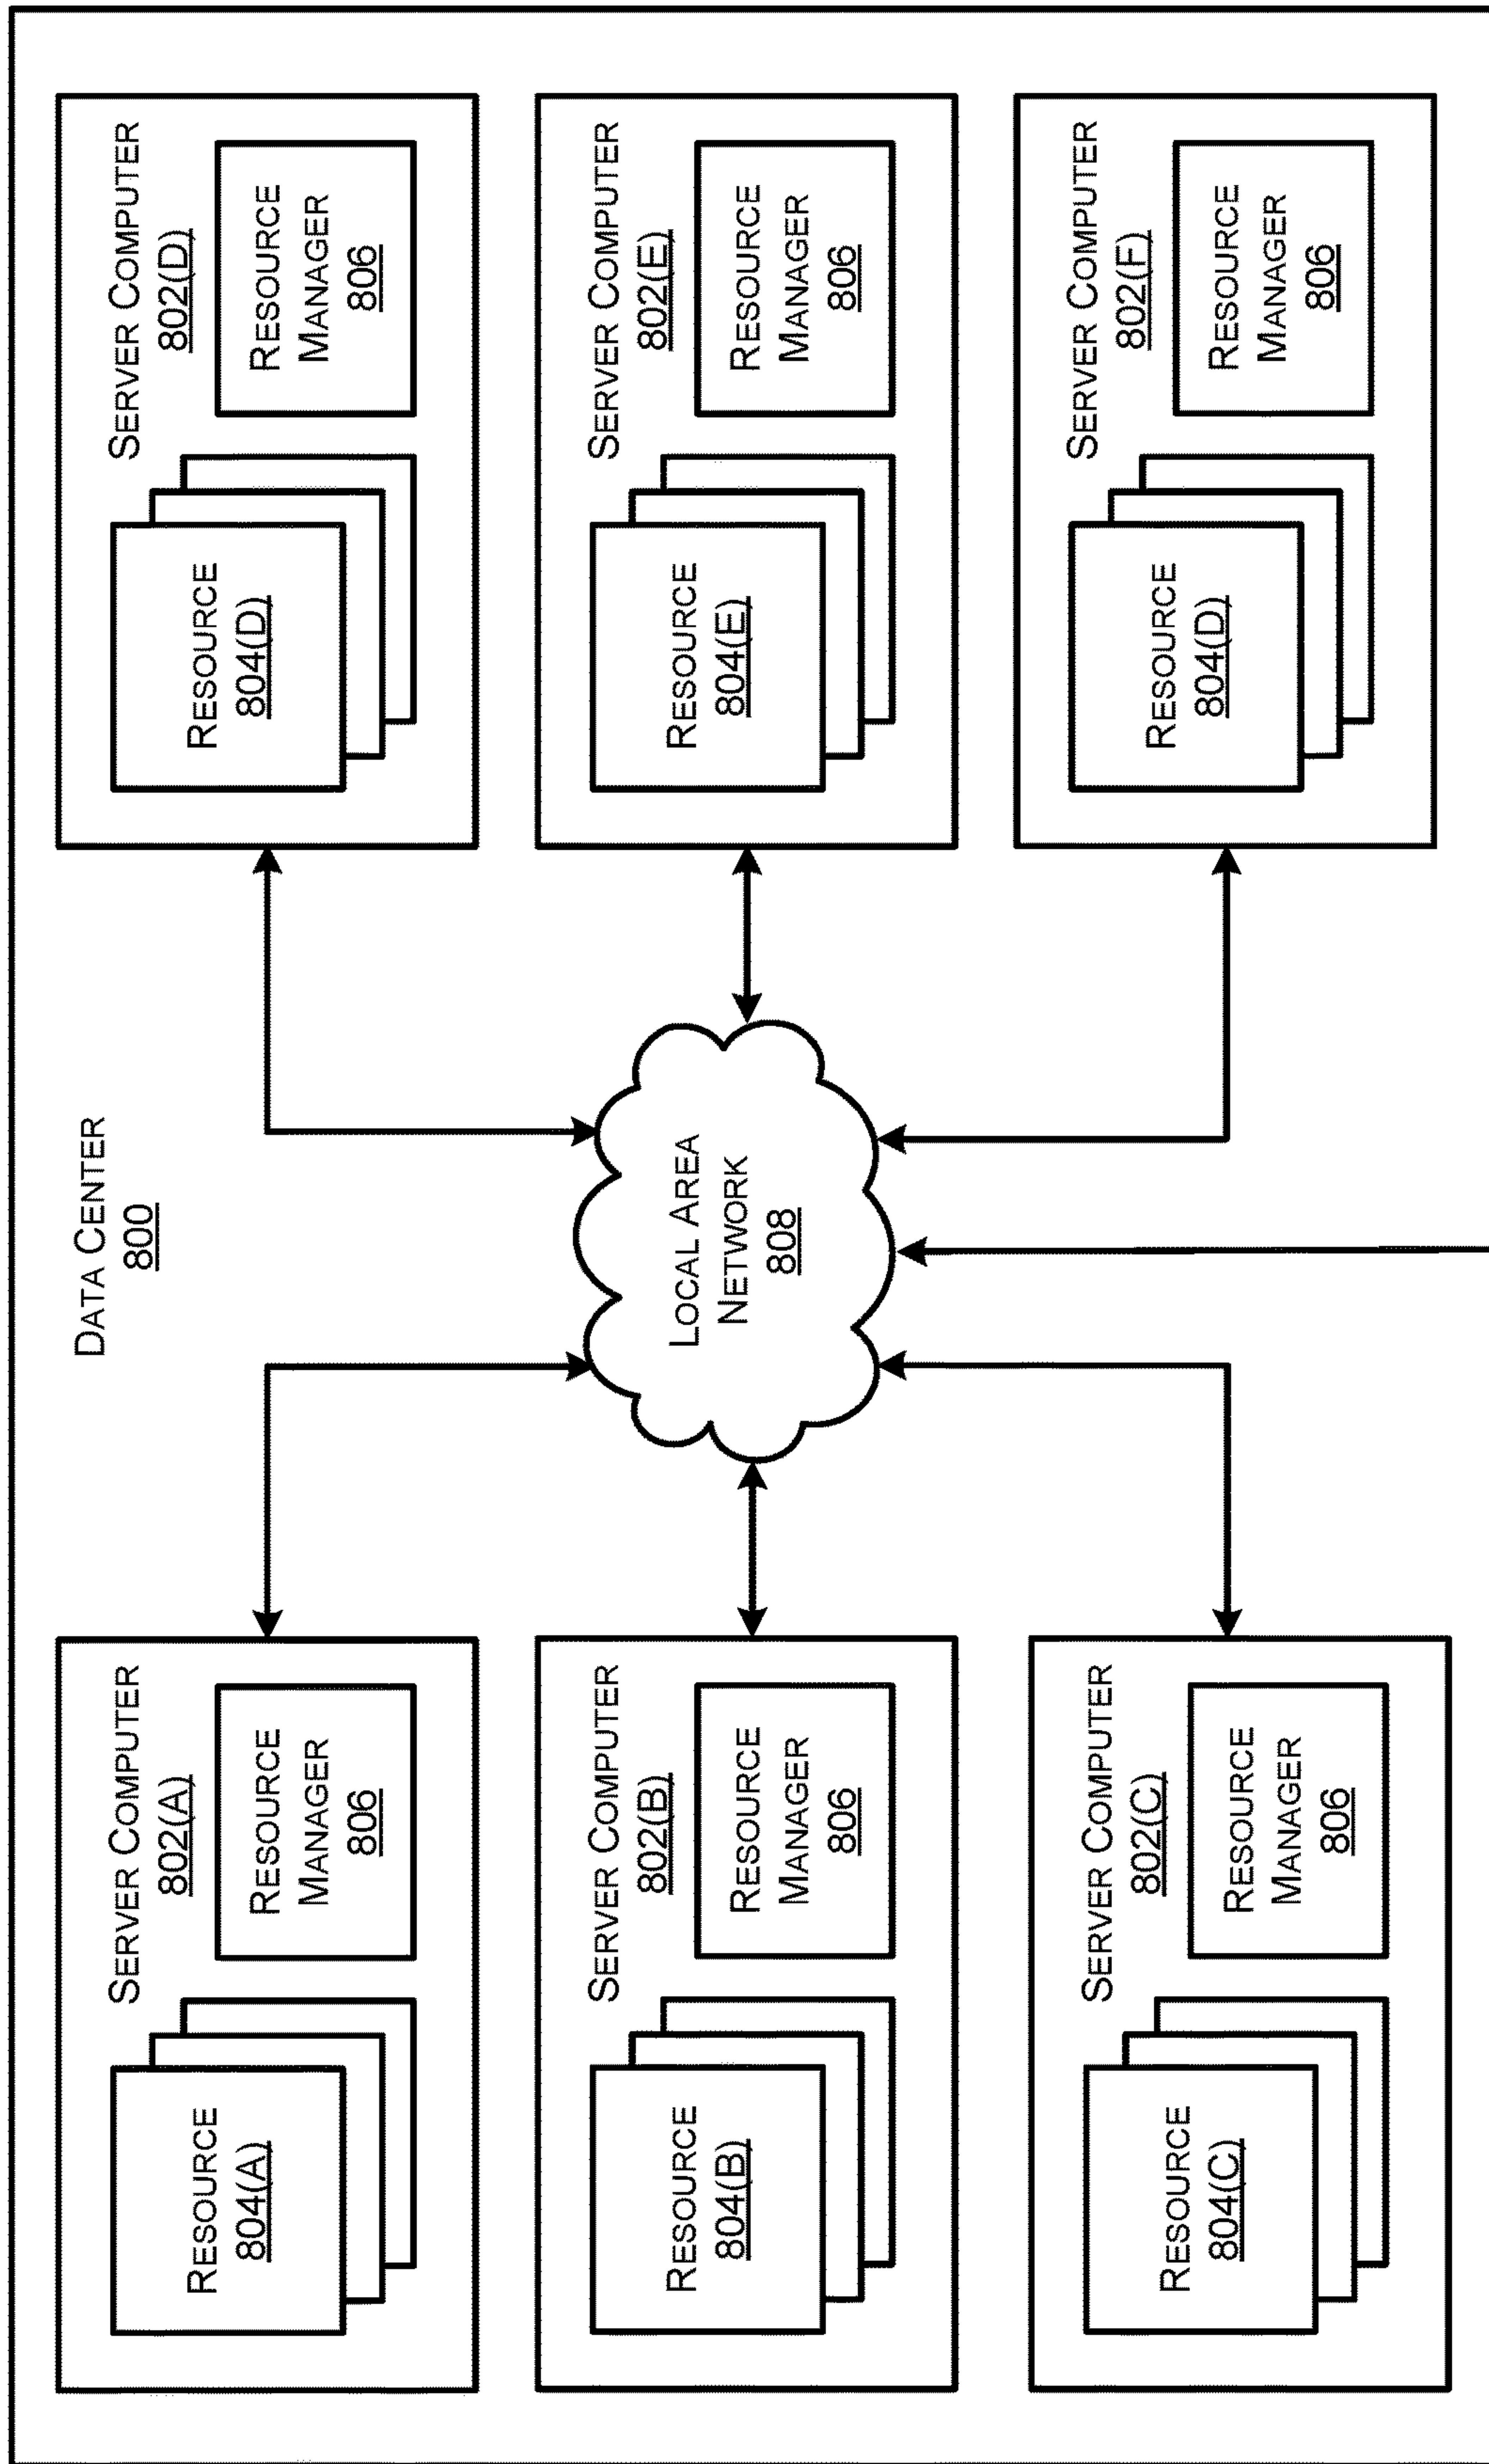 DATA CENTER
800
SERVER COMPUTER
802(A)
RESOURCE
804(A)
RESOURCE
MANAGER
806
SERVER COMPUTER
802(D)
RESOURCE
804(D)
RESOURCE
MANAGER
806
SERVER COMPUTER
802(B)
RESOURCE
804(B)
RESOURCE
MANAGER
806
LOCAL AREA
NETWORK
808
SERVER COMPUTER
802(E)
RESOURCE
804(E)
RESOURCE
MANAGER
806
SERVER COMPUTER
802(C)
RESOURCE
804(C)
RESOURCE
MANAGER
806
SERVER COMPUTER
802(F)
RESOURCE
804(D)
RESOURCE
MANAGER
806